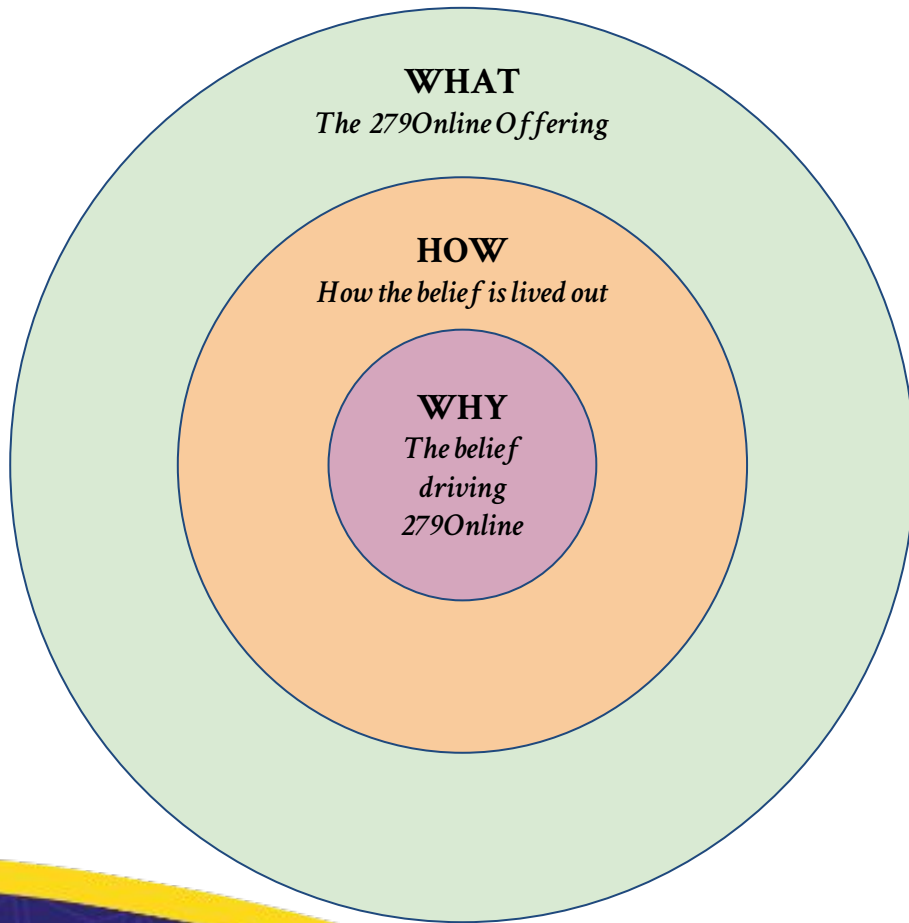 WHAT
The 279Online Offering
HOW
How the belief is lived out
WHY
The belief
driving
279Online